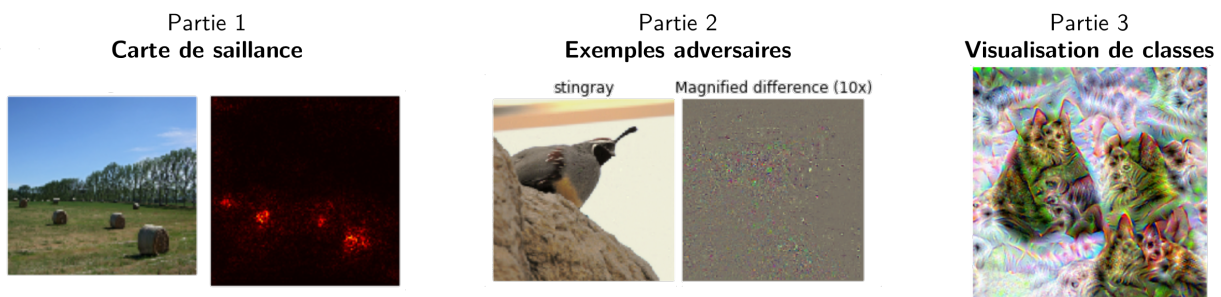 Partie 1
Carte de saillance
Partie 2
Exemples adversaires
stingray
Magnified difference (10x)
Partie 3
Visualisation de classes